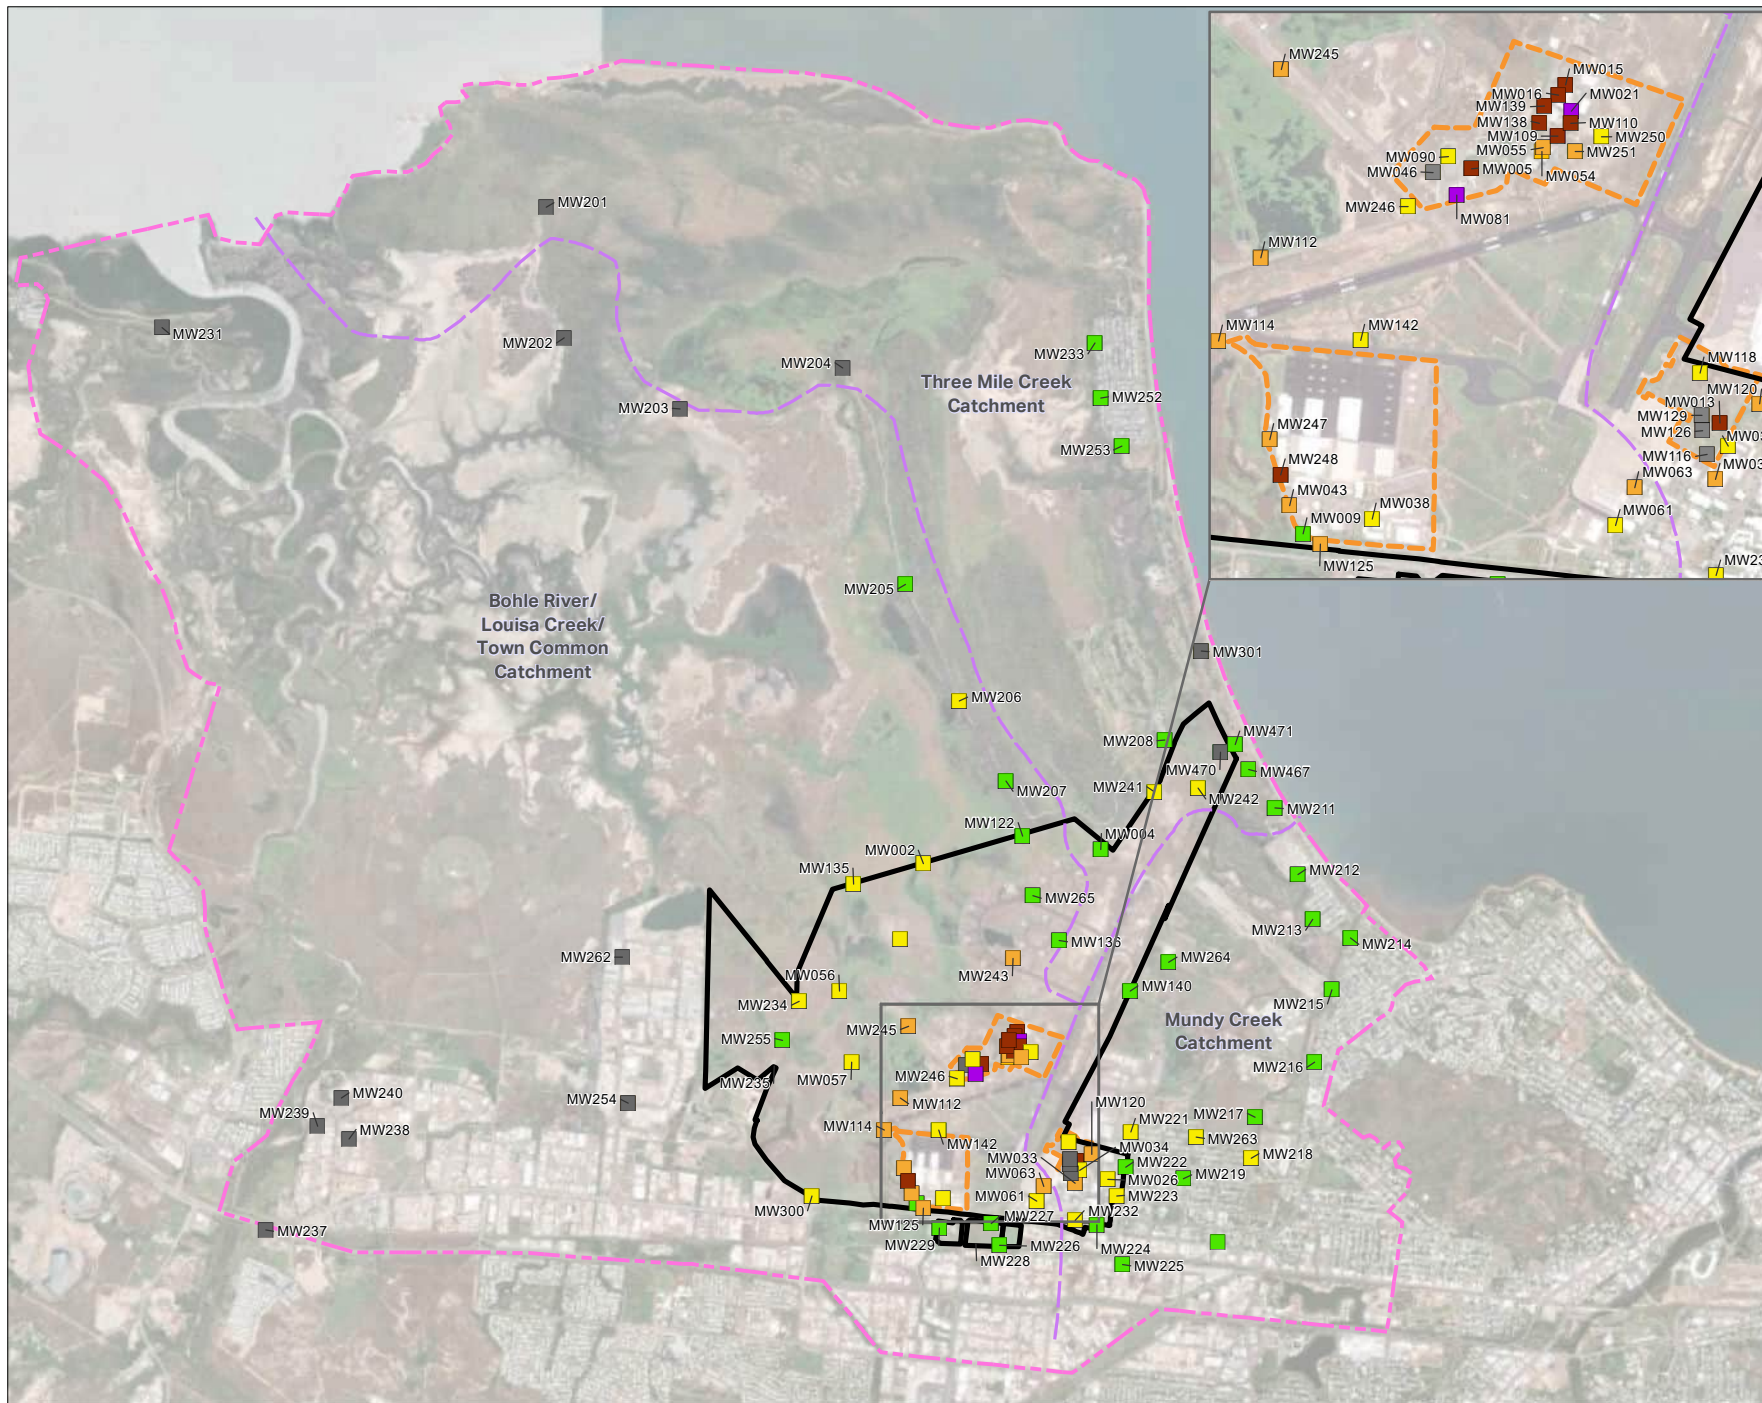 MW245
MW015
MW016
MW021
MW139
MW138
MW110
MW109
MW250
MW055
MW251
MW090
MW046
MW005
MW054
MW246
MW081
MW112
MW114
MW142
MW118
MW120
MW013
MW129
MW126
MW116
MW063
MW247
MW248
MW043
MW038
MW009
MW061
MW125
MW201
MW231
MW202
MW204
MW203
MW233
Three Mile Creek
Catchment
MW252
MW253
MW205
Bohle River/
Louisa Creek/
Town Common
Catchment
MW301
MW206
MW208
MW471
MW470
MW467
MW207
MW241
MW242
MW211
MW122
MW004
MW002
MW135
MW212
MW265
MW213
MW214
MW136
MW262
MW243
MW264
MW056
MW234
MW140
MW215
Mundy Creek
Catchment
MW245
MW255
MW216
MW057
MW235
MW246
MW240
MW254
MW112
MW239
MW120
MW217
MW238
MW114
MW221
MW142
MW034
MW263
MW033
MW218
MW222
MW063
MW219
MW026
MW061
MW223
MW300
MW237
MW125
MW227
MW232
MW229
MW226
MW224
MW228
MW225